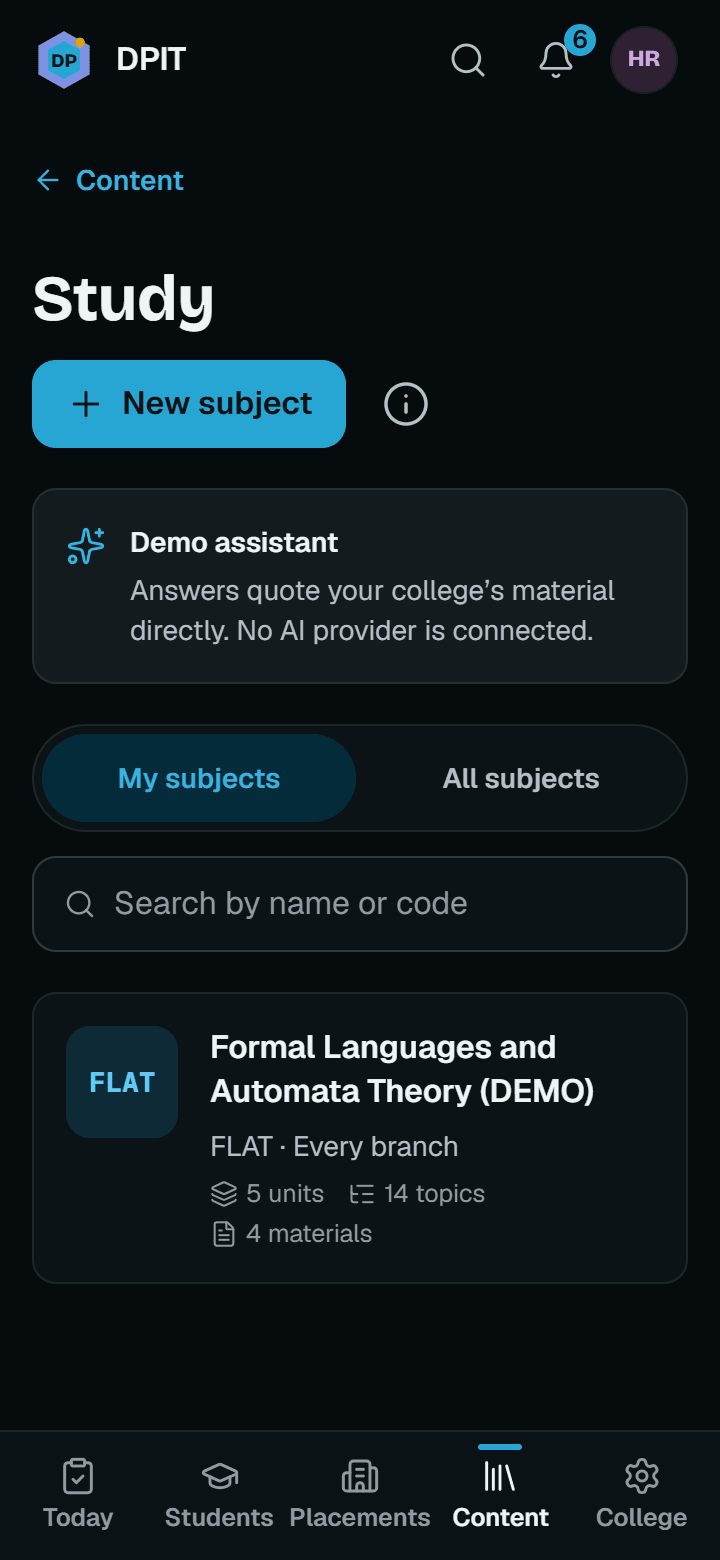 DP
DPIT
6
HR
Content
Study
New subject
Demo assistant
Answers quote your college’s material
directly. No AI provider is connected.
My subjects
All subjects
Search by name or code
FLAT
Formal Languages and
Automata Theory (DEMO)
FLAT · Every branch
5 units
14 topics
4 materials
Today
Students
Placements
Content
College